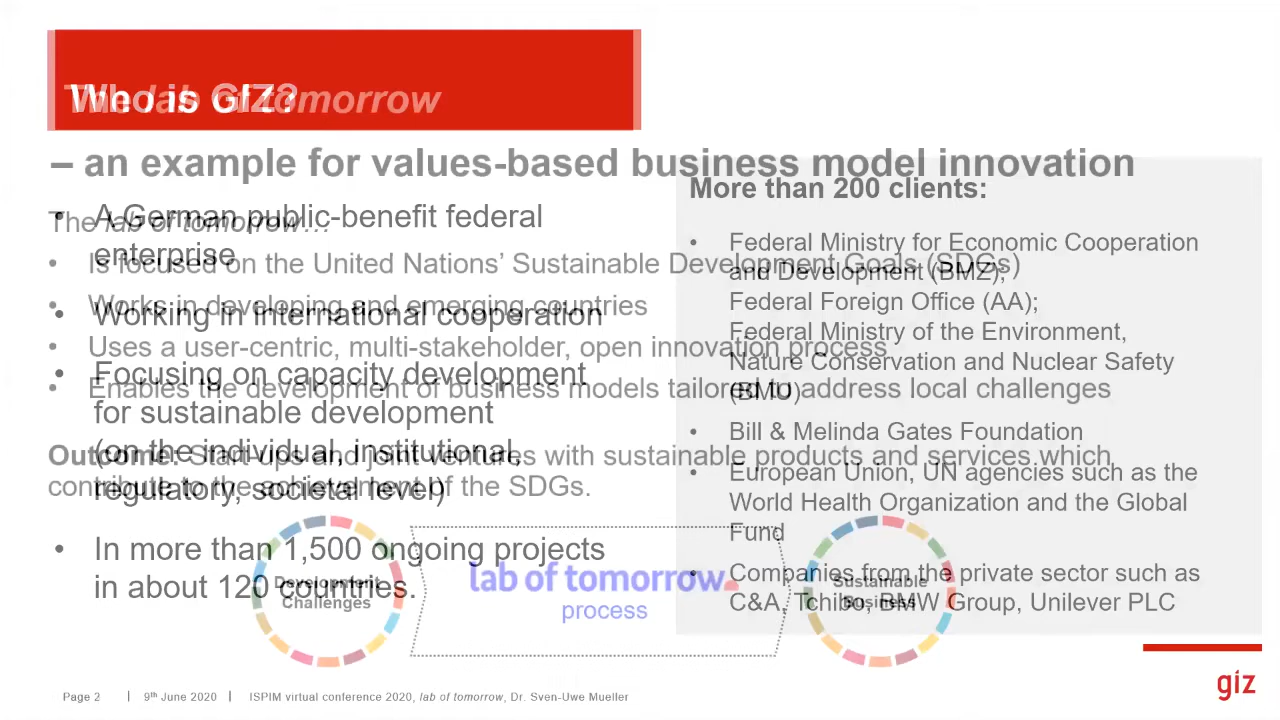 Who is GIZ?
The lab of tomorrow
– an example for values-based business model innovation
• A German public-benefit federal
enterprise
• Working in international cooperation
• Focusing on capacity development
for sustainable development
(on the individual, institutional,
regulatory, societal level)
• In more than 1,500 ongoing projects
in about 120 countries.
More than 200 clients:
• Federal Ministry for Economic Cooperation
and Development (BMZ);
Federal Foreign Office (AA);
Federal Ministry of the Environment,
Nature Conservation and Nuclear Safety
(BMU)
• Bill & Melinda Gates Foundation
• European Union, UN agencies such as the
World Health Organization and the Global
Fund
• Companies from the private sector such as
C&A, Tchibo, BMW Group, Unilever PLC
The lab of tomorrow…
• Is focused on the United Nations’ Sustainable Development Goals (SDGs)
• Works in developing and emerging countries
• Uses a user-centric, multi-stakeholder, open innovation process
• Enables the development of business models tailored to address local challenges
Outcome: Start-ups and joint ventures with sustainable products and services which
contribute to the achievement of the SDGs.
Development
Challenges
lab of tomorrow
process
Sustainable
Business
Page 2 | 9th June 2020 | ISPIM virtual conference 2020, lab of tomorrow, Dr. Sven-Uwe Mueller
giz